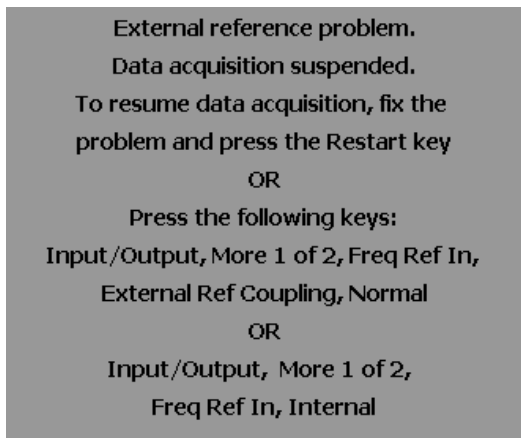 External reference problem.
Data acquisition suspended.
To resume data acquisition, fix the
problem and press the Restart key
OR
Press the following keys:
Input/Output, More 1 of 2, Freq Ref In,
External Ref Coupling, Normal
OR
Input/Output, More 1 of 2,
Freq Ref In, Internal